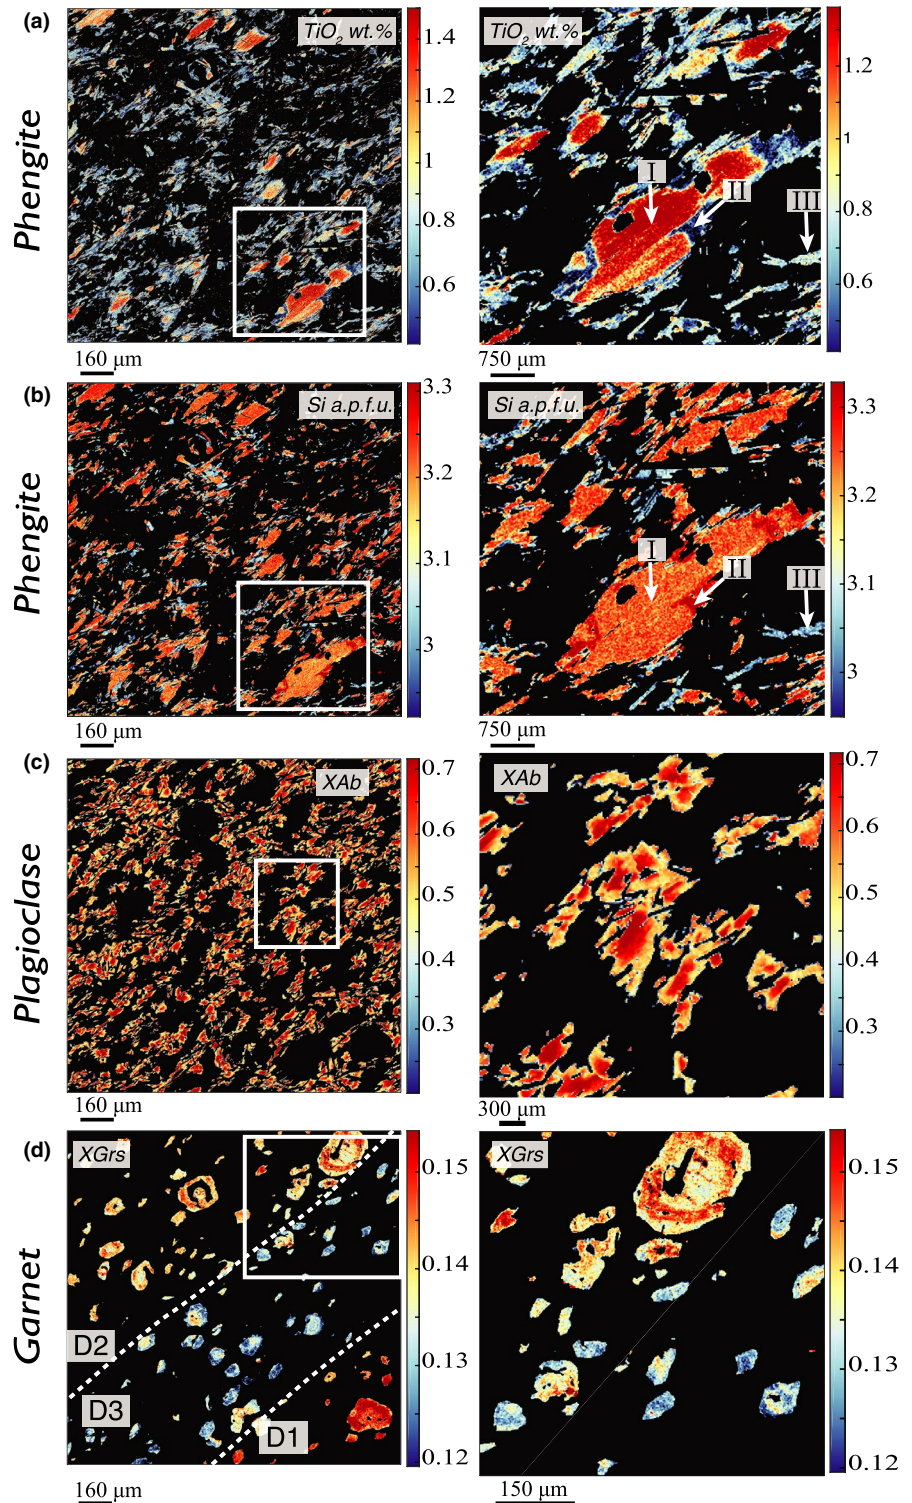 (a)
Phengite
TiO2 wt.%
1.4
1.2
1
0.8
0.6
160 μm
TiO2 wt.%
I
II
III
1.2
1
0.8
0.6
750 μm
(b)
Phengite
Si a.p.f.u.
3.3
3.2
3.1
3
160 μm
Si a.p.f.u.
I
II
III
3.3
3.2
3.1
3
750 μm
(c)
Plagioclase
XAb
0.7
0.6
0.5
0.4
0.3
160 μm
XAb
0.7
0.6
0.5
0.4
0.3
300 μm
(d)
Garnet
XGrs
D2
D3
D1
0.15
0.14
0.13
0.12
160 μm
XGrs
0.15
0.14
0.13
0.12
150 μm